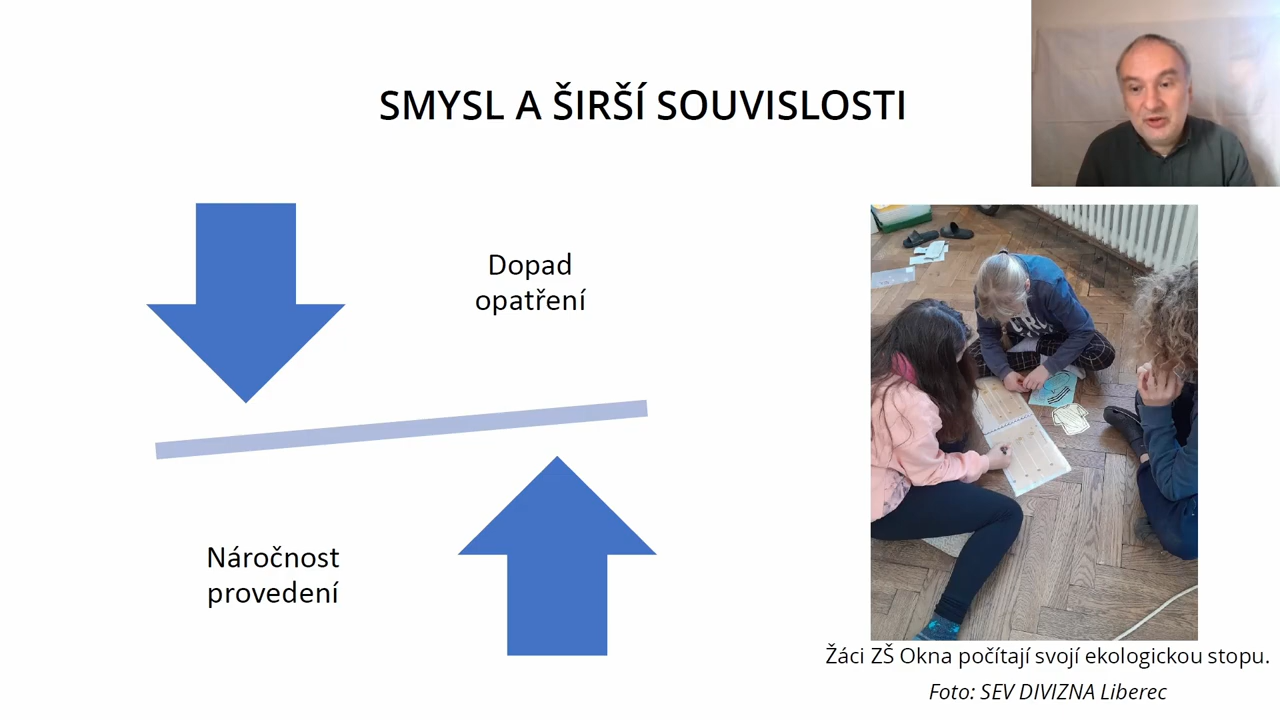 SMYSL A ŠIRŠÍ SOUVISLOSTI
Dopad
opatření
Náročnost
provedení
Žáci ZŠ Okna počítají svojí ekologickou stopu.
Foto: SEV DIVIZNA Liberec